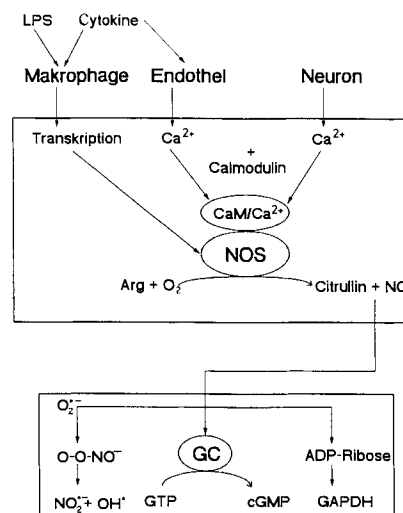 LPS Cytokine
Makrophage Endothel Neuron
Transkription Ca²⁺ + Ca²⁺
Calmodulin
CaM/Ca²⁺
NOS
Arg + O₂ Citrullin + NO
O₂•−
O-O-NO⁻ GC ADP-Ribose
NO₂•− + OH• GTP cGMP GAPDH